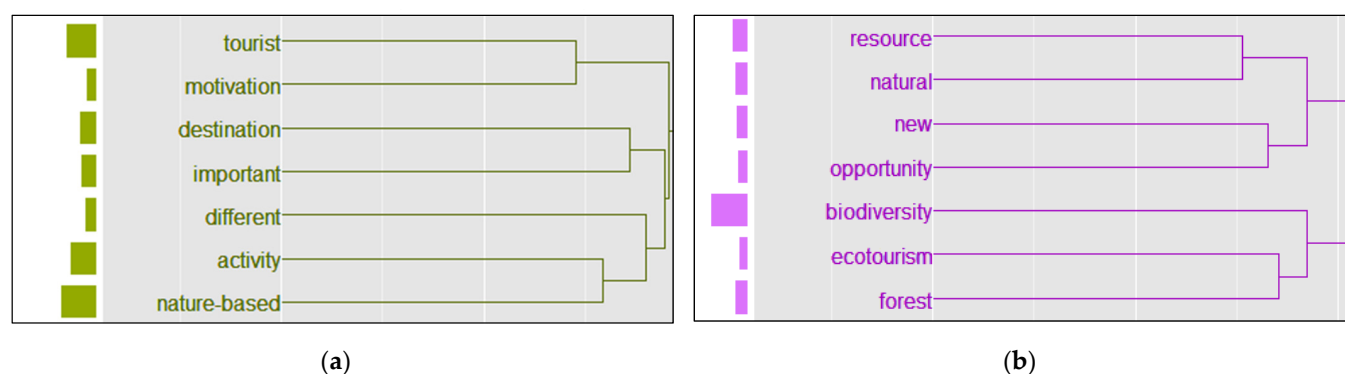 tourist
motivation
destination
important
different
activity
nature-based
(a)
resource
natural
new
opportunity
biodiversity
ecotourism
forest
(b)